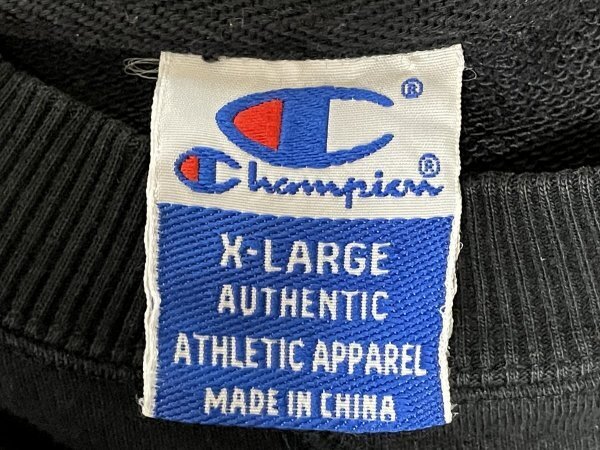 ®
Champion®
X-LARGE
AUTHENTIC
ATHLETIC APPAREL
MADE IN CHINA